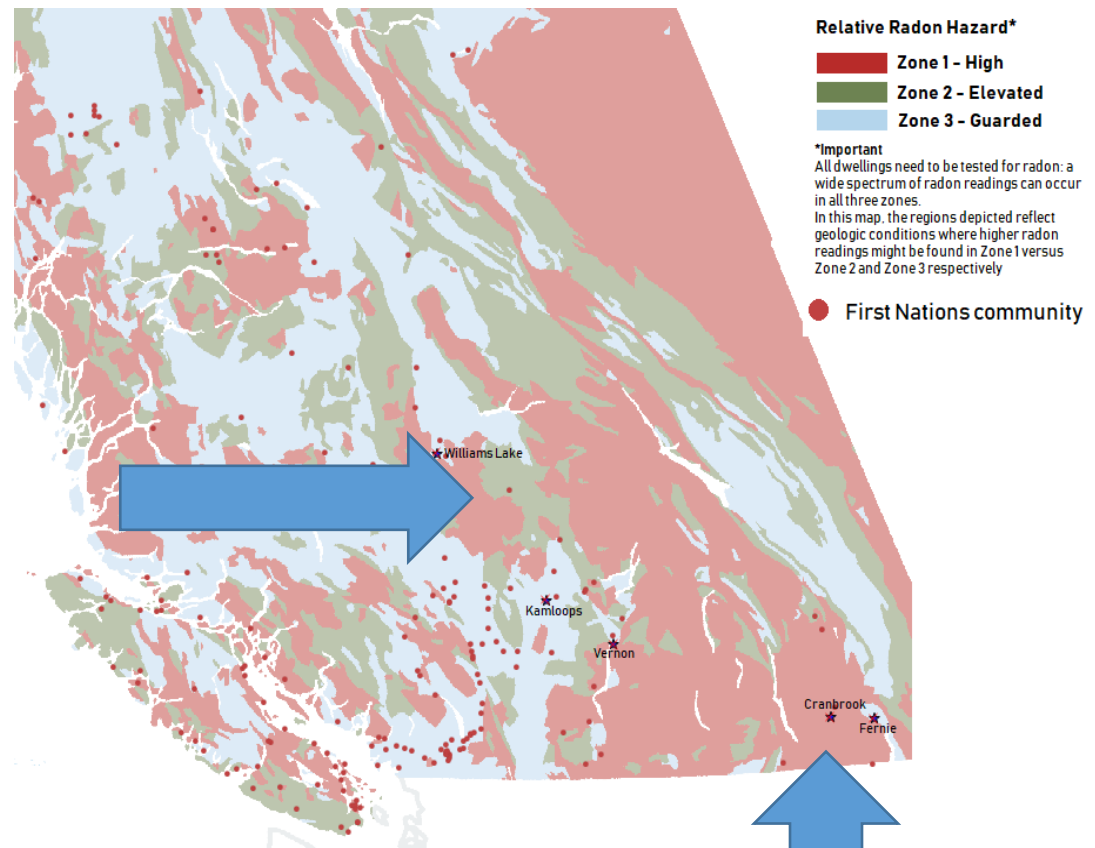 Relative Radon Hazard*
Zone 1 - High
Zone 2 - Elevated
Zone 3 - Guarded
*Important
All dwellings need to be tested for radon: a
wide spectrum of radon readings can occur
in all three zones.
In this map, the regions depicted reflect
geologic conditions where higher radon
readings might be found in Zone 1 versus
Zone 2 and Zone 3 respectively
First Nations community
Williams Lake
Kamloops
Vernon
Cranbrook
Fernie